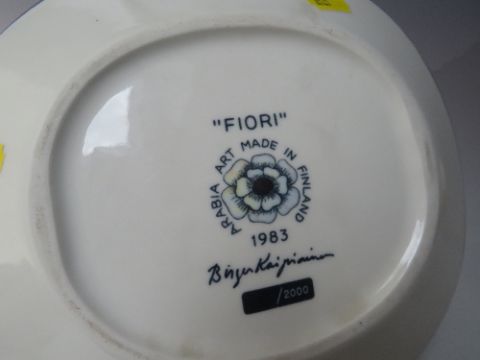 "FIORI"
ARABIA ART MADE IN FINLAND
1983
Birger Kaipiainen
/2000